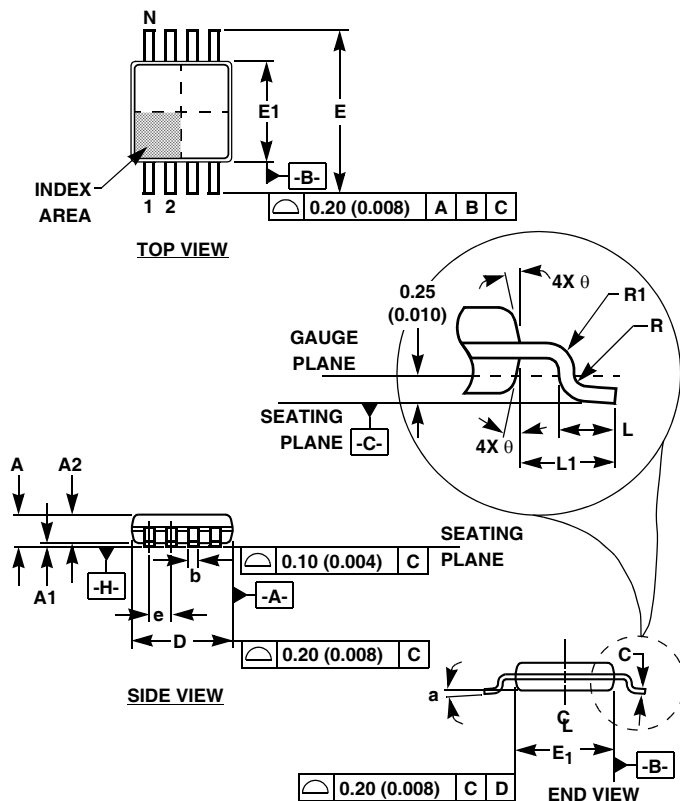 N
E1
E
-B-
INDEX
AREA
1 2
0.20 (0.008) A B C
TOP VIEW
0.25
(0.010)
4X θ
R1
R
GAUGE
PLANE
SEATING
PLANE
-C-
4X θ
L
L1
A A2
SEATING
PLANE
A1
-H-
b
0.10 (0.004) C
-A-
e
D
0.20 (0.008) C
SIDE VIEW
C
a
CL
E1
-B-
0.20 (0.008) C D
END VIEW